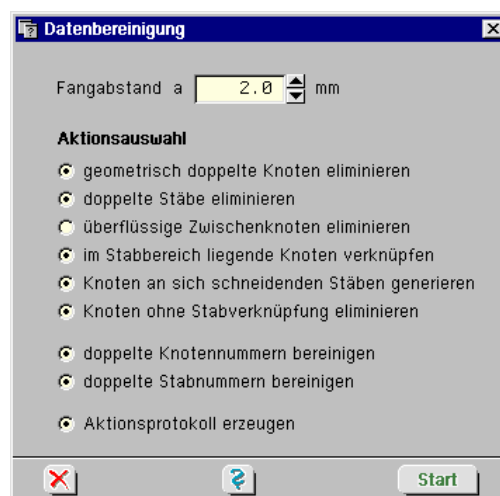 Datenbereinigung
Fangabstand a 2.0 mm
Aktionsauswahl
geometrisch doppelte Knoten eliminieren
doppelte Stäbe eliminieren
überflüssige Zwischenknoten eliminieren
im Stabbereich liegende Knoten verknüpfen
Knoten an sich schneidenden Stäben generieren
Knoten ohne Stabverknüpfung eliminieren
doppelte Knotennummern bereinigen
doppelte Stabnummern bereinigen
Aktionsprotokoll erzeugen
Start